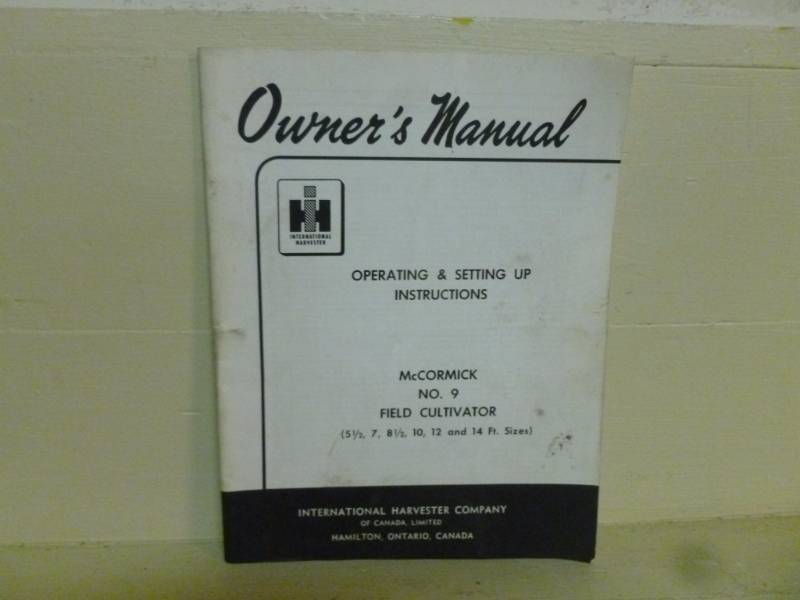 Owner's Manual
IH
INTERNATIONAL
HARVESTER
OPERATING & SETTING UP
INSTRUCTIONS
McCORMICK
NO. 9
FIELD CULTIVATOR
(5½, 7, 8½, 10, 12 and 14 Ft. Sizes)
INTERNATIONAL HARVESTER COMPANY
OF CANADA, LIMITED
HAMILTON, ONTARIO, CANADA